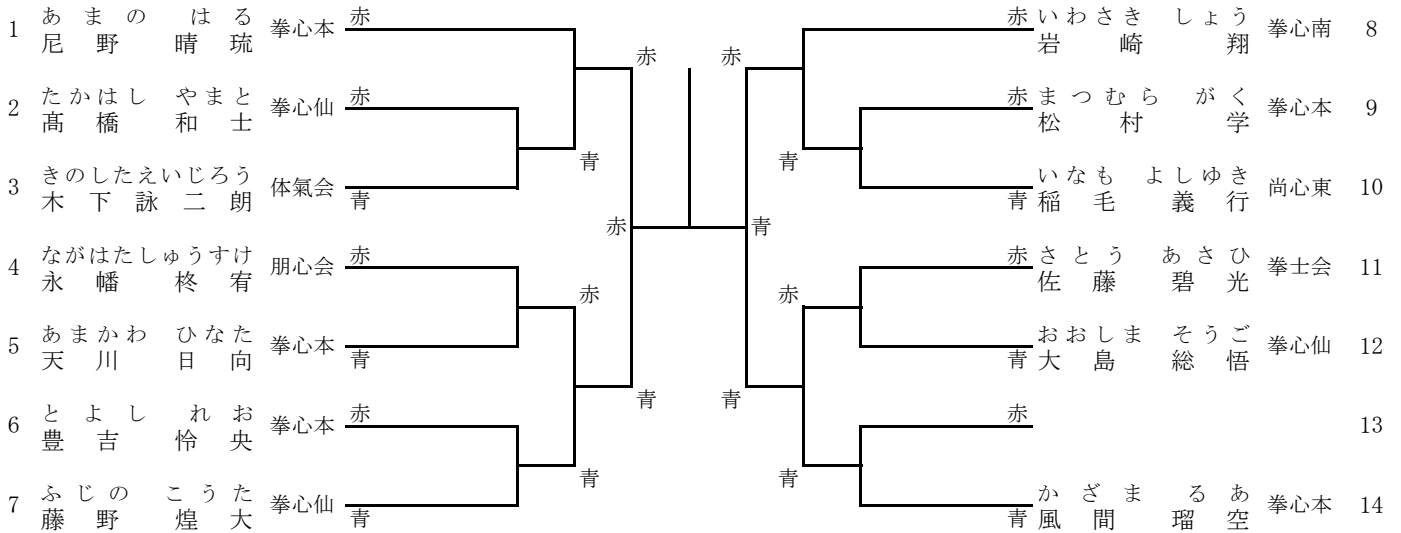 あまの はる 赤
1 尼野 晴琉 拳心本
たかはし やまと 赤
2 髙橋 和士 拳心仙
きのしたえいじろう
3 木下詠二朗 体氣会 青
ながはたしゅうすけ 赤
4 永幡柊宥 朋心会
あまかわ ひなた
5 天川 日向 拳心本 青
とよし れお 赤
6 豊吉 怜央 拳心本
ふじの こうた
7 藤野 煌大 拳心仙 青
赤
青
赤
青
赤
青
赤
青
赤
青
赤
青
赤 いわさき しょう
岩崎 翔 拳心南 8
赤 まつむら がく
松村 学 拳心本 9
いなも よしゆき
青 稲毛 義行 尚心東 10
赤 さとう あさひ
佐藤 碧光 拳士会 11
おおしま そうご
青 大島 総悟 拳心仙 12
赤 13
かざま るあ
青 風間 瑠空 拳心本 14